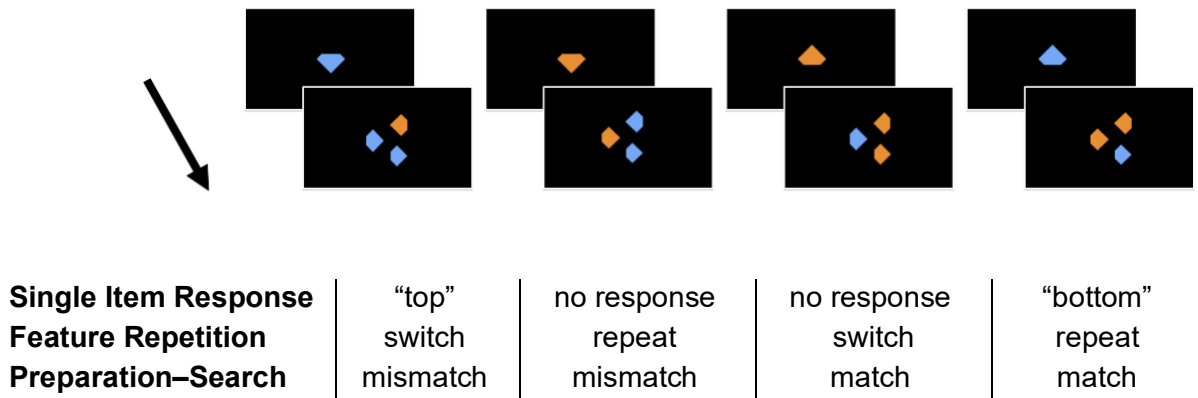 Single Item Response “top” no response no response “bottom”
Feature Repetition switch repeat switch repeat
Preparation–Search mismatch mismatch match match